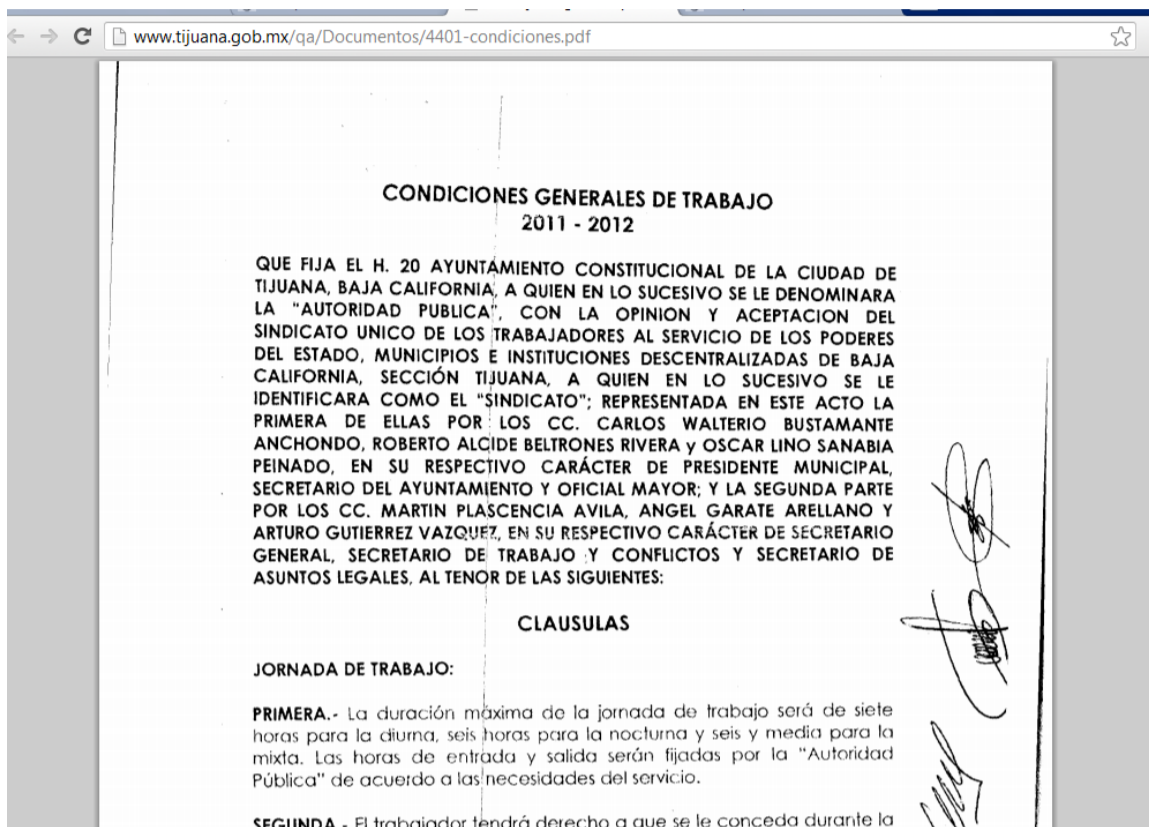 www.tijuana.gob.mx/qa/Documentos/4401-condiciones.pdf
CONDICIONES GENERALES DE TRABAJO
2011 - 2012
QUE FIJA EL H. 20 AYUNTAMIENTO CONSTITUCIONAL DE LA CIUDAD DE
TIJUANA, BAJA CALIFORNIA, A QUIEN EN LO SUCESIVO SE LE DENOMINARA
LA "AUTORIDAD PUBLICA", CON LA OPINION Y ACEPTACION DEL
SINDICATO UNICO DE LOS TRABAJADORES AL SERVICIO DE LOS PODERES
DEL ESTADO, MUNICIPIOS E INSTITUCIONES DESCENTRALIZADAS DE BAJA
CALIFORNIA, SECCIÓN TIJUANA, A QUIEN EN LO SUCESIVO SE LE
IDENTIFICARA COMO EL "SINDICATO"; REPRESENTADA EN ESTE ACTO LA
PRIMERA DE ELLAS POR LOS CC. CARLOS WALTERIO BUSTAMANTE
ANCHONDO, ROBERTO ALCIDE BELTRONES RIVERA y OSCAR LINO SANABIA
PEINADO, EN SU RESPECTIVO CARÁCTER DE PRESIDENTE MUNICIPAL,
SECRETARIO DEL AYUNTAMIENTO Y OFICIAL MAYOR; Y LA SEGUNDA PARTE
POR LOS CC. MARTIN PLASCENCIA AVILA, ANGEL GARATE ARELLANO Y
ARTURO GUTIERREZ VAZQUEZ, EN SU RESPECTIVO CARÁCTER DE SECRETARIO
GENERAL, SECRETARIO DE TRABAJO Y CONFLICTOS Y SECRETARIO DE
ASUNTOS LEGALES, AL TENOR DE LAS SIGUIENTES:
CLAUSULAS
JORNADA DE TRABAJO:
PRIMERA.- La duración máxima de la jornada de trabajo será de siete
horas para la diurna, seis horas para la nocturna y seis y media para la
mixta. Las horas de entrada y salida serán fijadas por la "Autoridad
Pública" de acuerdo a las necesidades del servicio.
SEGUNDA.- El trabajador tendrá derecho a que se le conceda durante la